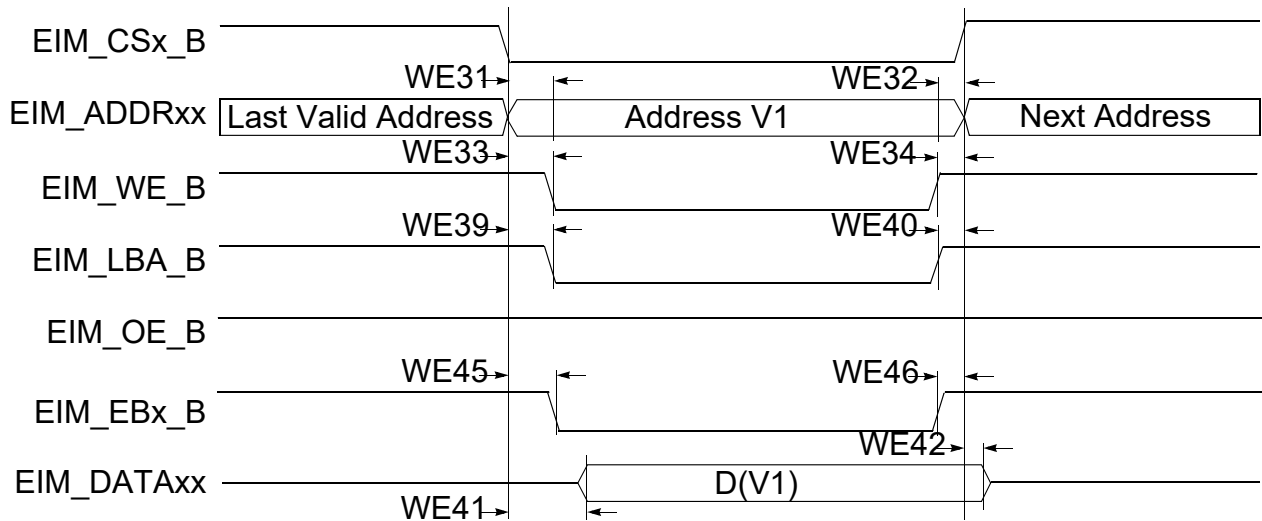 EIM_CSx_B
WE31 WE32
EIM_ADDRxx Last Valid Address Address V1 Next Address
WE33 WE34
EIM_WE_B
WE39 WE40
EIM_LBA_B
EIM_OE_B
WE45 WE46
EIM_EBx_B
WE42
EIM_DATAxx D(V1)
WE41